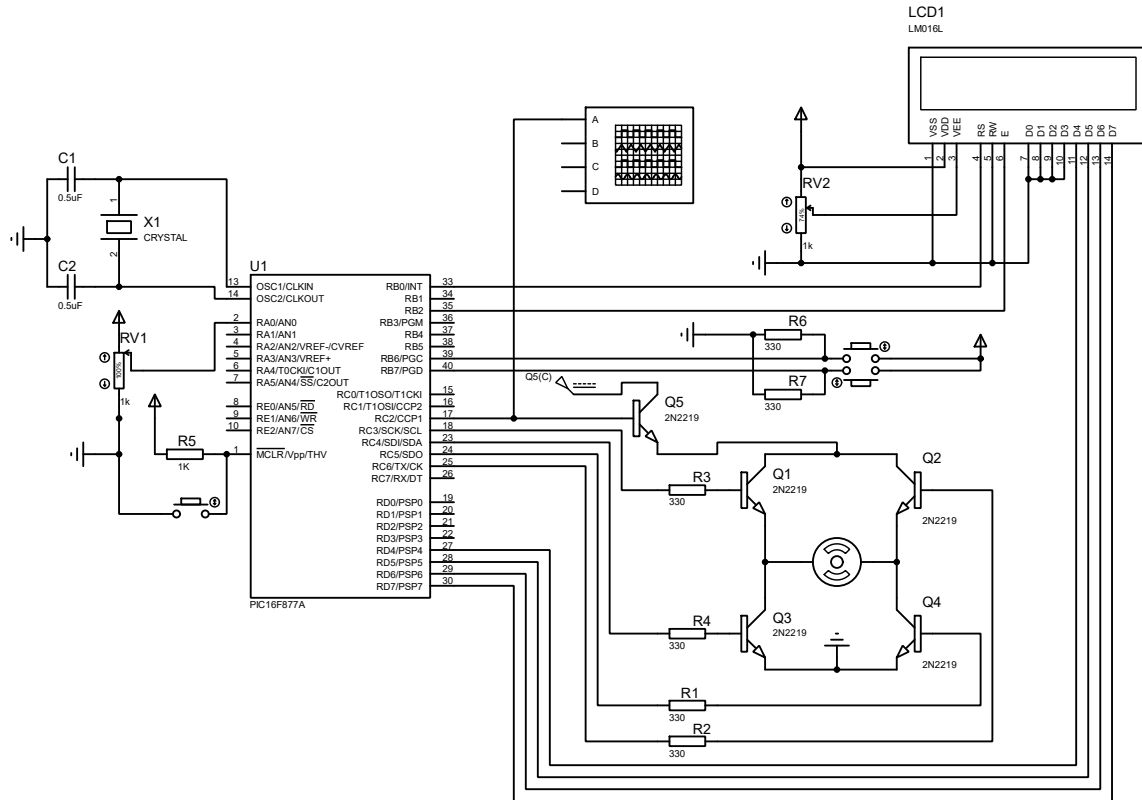 LCD1
LM016L
VSS
VDD
VEE
RS
RW
E
D0
D1
D2
D3
D4
D5
D6
D7
1
2
3
4
5
6
7
8
9
10
11
12
13
14
A
B
C
D
RV2
74%
1k
C1
0.5uF
1
X1
CRYSTAL
2
C2
0.5uF
U1
13 OSC1/CLKIN
14 OSC2/CLKOUT
2 RA0/AN0
3 RA1/AN1
4 RA2/AN2/VREF-/CVREF
5 RA3/AN3/VREF+
6 RA4/T0CKI/C1OUT
7 RA5/AN4/SS/C2OUT
8 RE0/AN5/RD
9 RE1/AN6/WR
10 RE2/AN7/CS
1 MCLR/Vpp/THV
RB0/INT 33
RB1 34
RB2 35
RB3/PGM 36
RB4 37
RB5 38
RB6/PGC 39
RB7/PGD 40
RC0/T1OSO/T1CKI 15
RC1/T1OSI/CCP2 16
RC2/CCP1 17
RC3/SCK/SCL 18
RC4/SDI/SDA 23
RC5/SDO 24
RC6/TX/CK 25
RC7/RX/DT 26
RD0/PSP0 19
RD1/PSP1 20
RD2/PSP2 21
RD3/PSP3 22
RD4/PSP4 27
RD5/PSP5 28
RD6/PSP6 29
RD7/PSP7 30
PIC16F877A
RV1
100%
1k
R5
1K
R6
330
R7
330
Q5(C)
Q5
2N2219
Q1
2N2219
Q2
2N2219
R3
330
Q3
2N2219
Q4
2N2219
R4
330
R1
330
R2
330